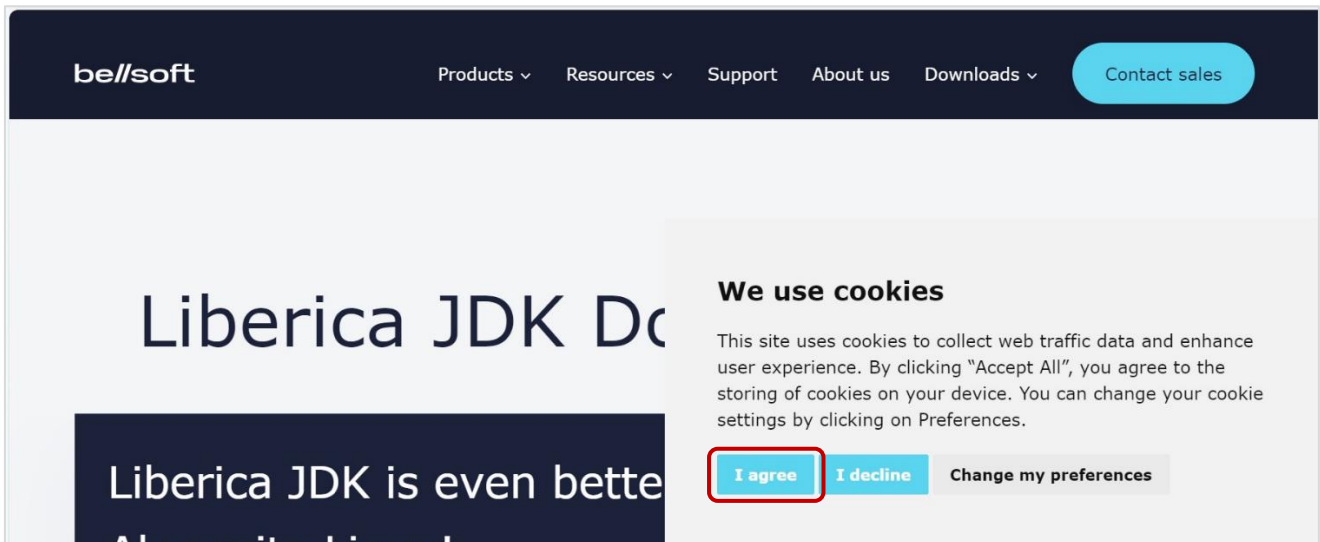 be//soft
Products Resources Support About us Downloads Contact sales
Liberica JDK
We use cookies
This site uses cookies to collect web traffic data and enhance
user experience. By clicking “Accept All”, you agree to the
storing of cookies on your device. You can change your cookie
settings by clicking on Preferences.
I agree I decline Change my preferences
Liberica JDK is even